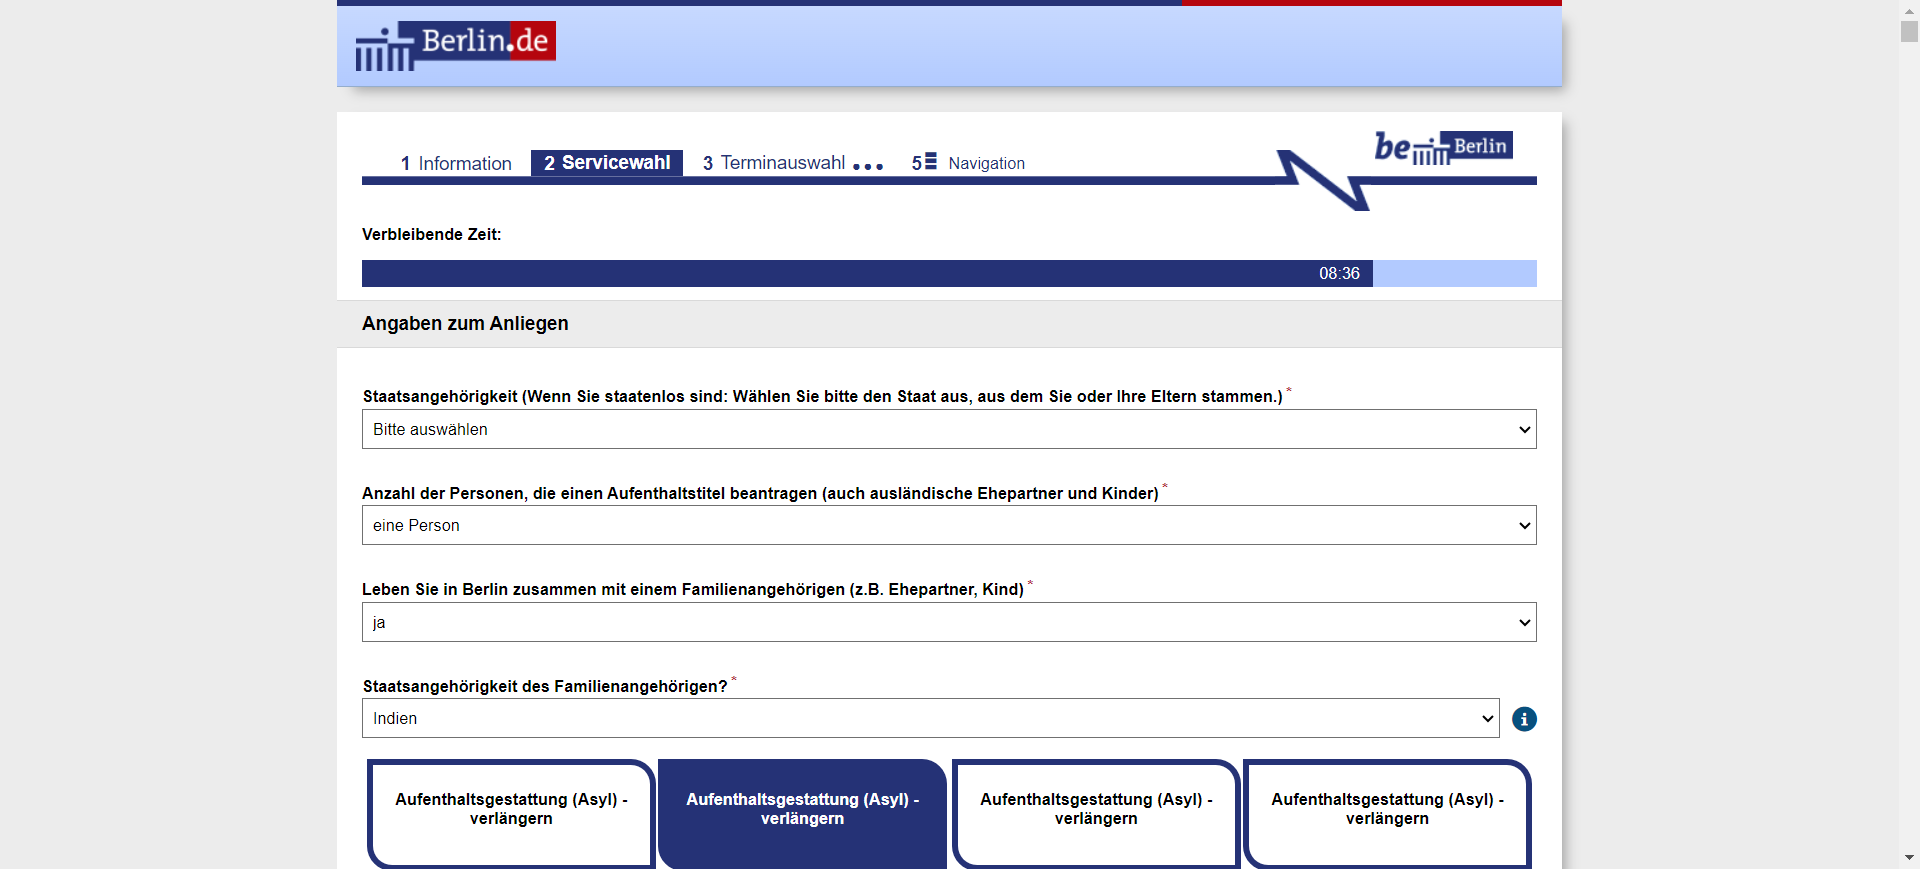 Berlin.de
be Berlin
1 Information 2 Servicewahl 3 Terminauswahl ... 5 Navigation
Verbleibende Zeit:
08:36
Angaben zum Anliegen
Staatsangehörigkeit (Wenn Sie staatenlos sind: Wählen Sie bitte den Staat aus, aus dem Sie oder Ihre Eltern stammen.) *
Bitte auswählen
Anzahl der Personen, die einen Aufenthaltstitel beantragen (auch ausländische Ehepartner und Kinder) *
eine Person
Leben Sie in Berlin zusammen mit einem Familienangehörigen (z.B. Ehepartner, Kind) *
ja
Staatsangehörigkeit des Familienangehörigen? *
Indien
i
Aufenthaltsgestattung (Asyl) -
verlängern
Aufenthaltsgestattung (Asyl) -
verlängern
Aufenthaltsgestattung (Asyl) -
verlängern
Aufenthaltsgestattung (Asyl) -
verlängern